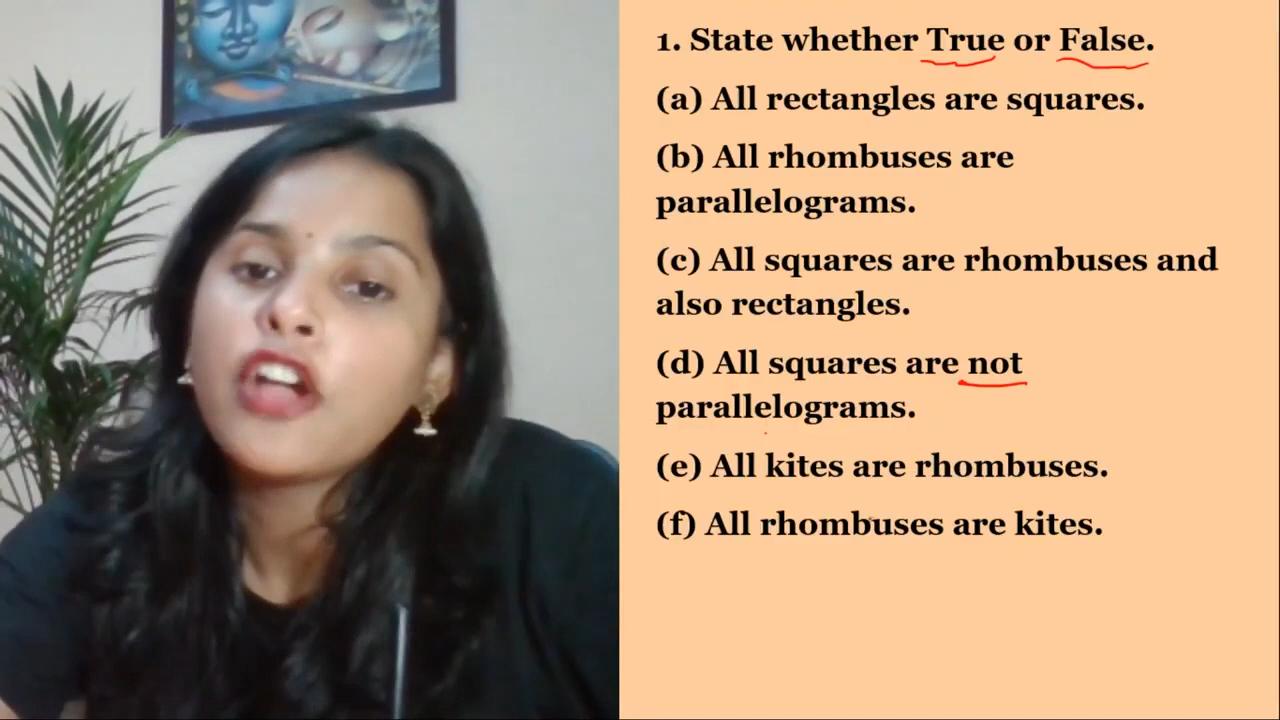 1. State whether True or False.
(a) All rectangles are squares.
(b) All rhombuses are
parallelograms.
(c) All squares are rhombuses and
also rectangles.
(d) All squares are not
parallelograms.
(e) All kites are rhombuses.
(f) All rhombuses are kites.